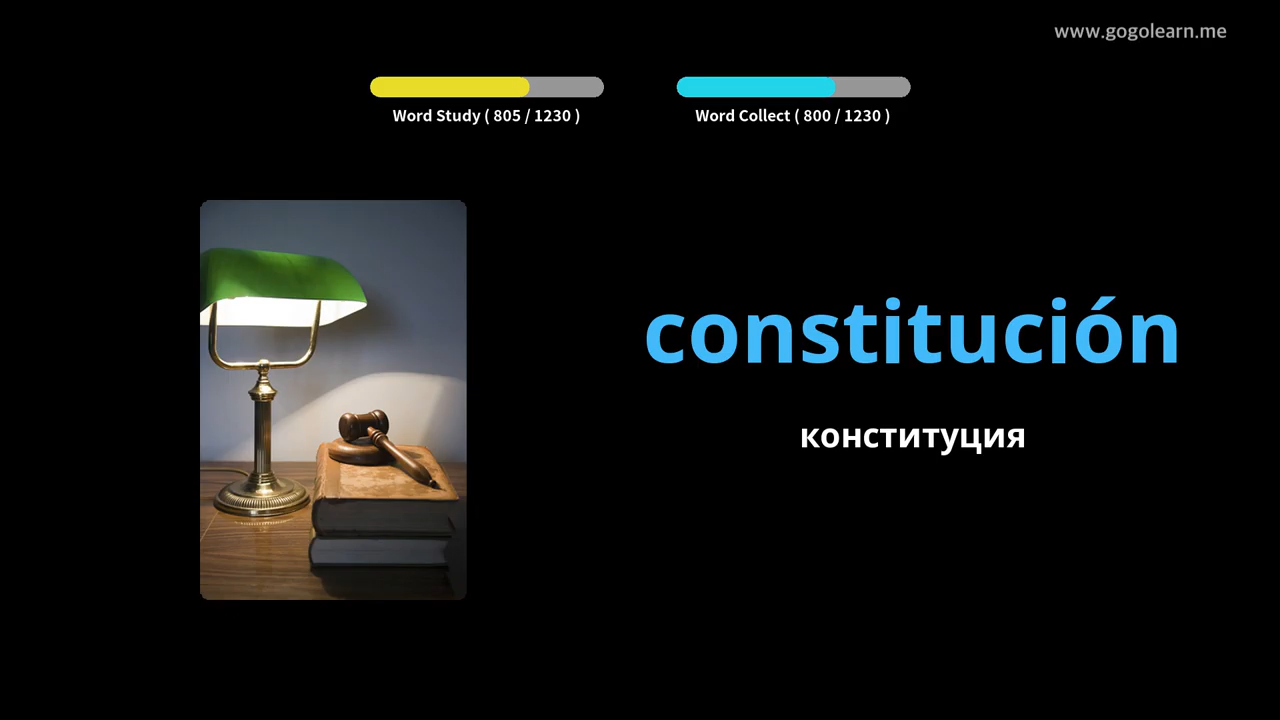 www.gogolearn.me
Word Study ( 805 / 1230 )
Word Collect ( 800 / 1230 )
constitución
конституция